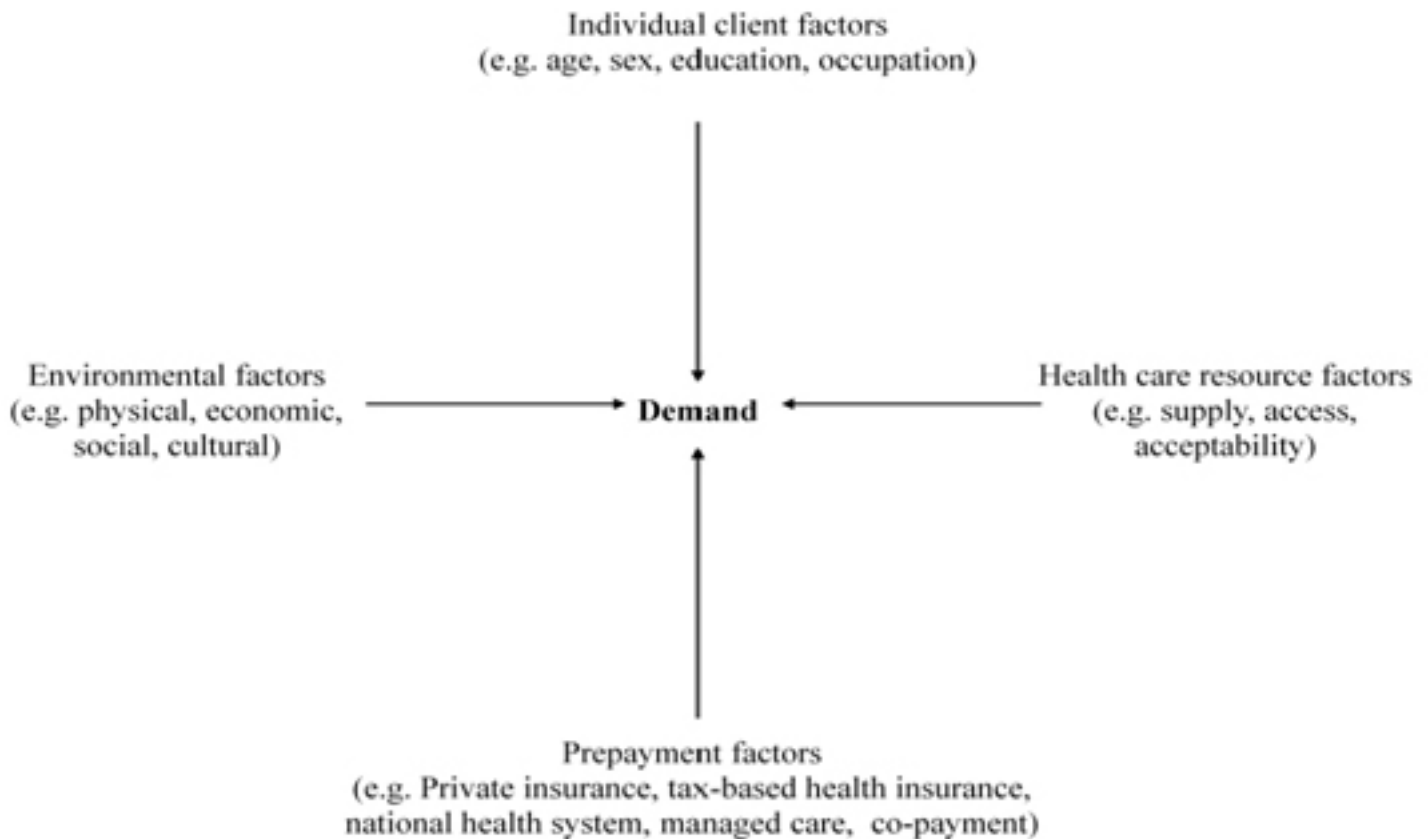 Individual client factors
(e.g. age, sex, education, occupation)
Environmental factors
(e.g. physical, economic,
social, cultural)
Demand
Health care resource factors
(e.g. supply, access,
acceptability)
Prepayment factors
(e.g. Private insurance, tax-based health insurance,
national health system, managed care, co-payment)